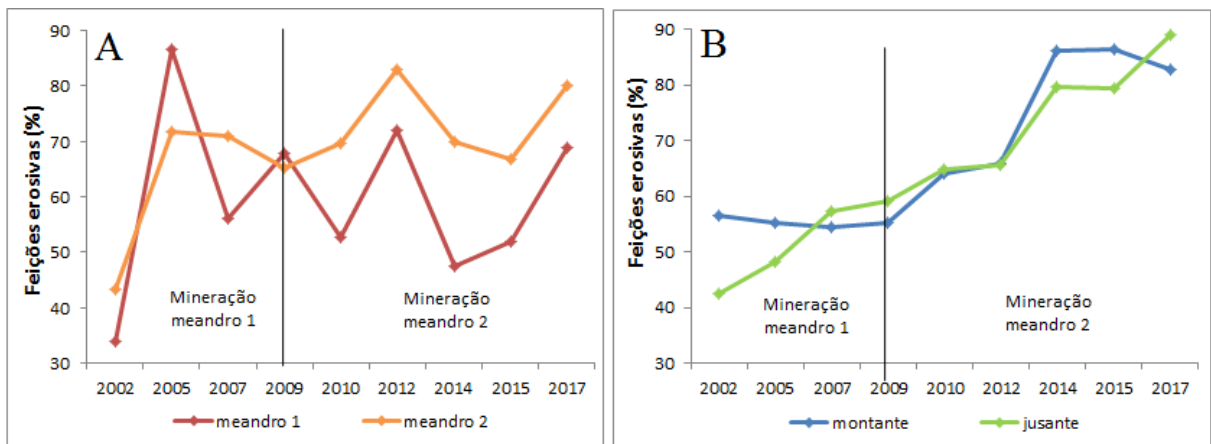 A
Feições erosivas (%)
90
80
70
60
50
40
30
Mineração
meandro 1
Mineração
meandro 2
2002 2005 2007 2009 2010 2012 2014 2015 2017
meandro 1 meandro 2
B
Feições erosivas (%)
90
80
70
60
50
40
30
Mineração
meandro 1
Mineração
meandro 2
2002 2005 2007 2009 2010 2012 2014 2015 2017
montante jusante